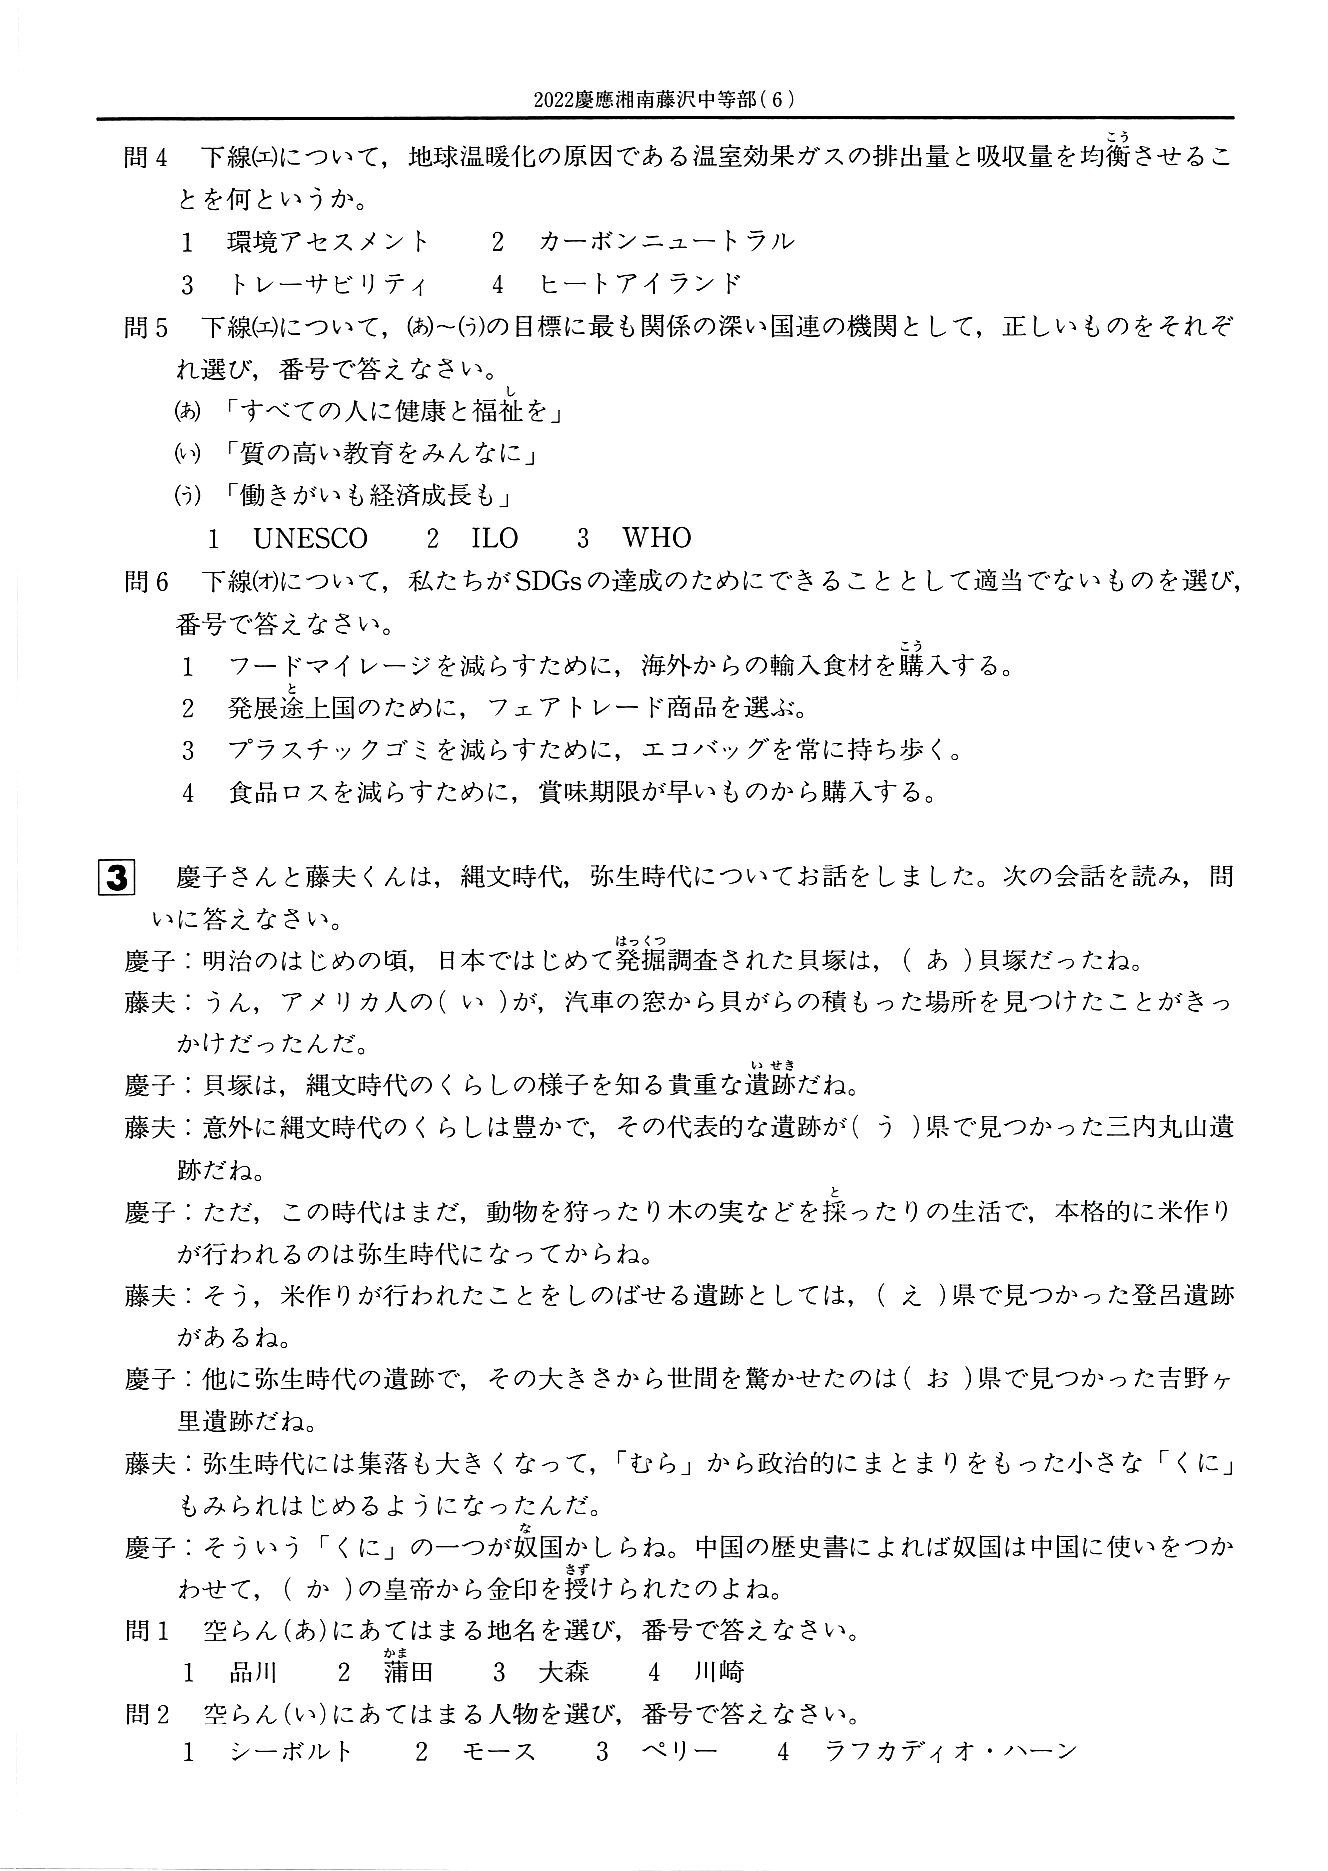 2022慶應湘南藤沢中等部(6)
問4 下線㈓について，地球温暖化の原因である温室効果ガスの排出量と吸収量を均衡させるこ
とを何というか。
1 環境アセスメント 2 カーボンニュートラル
3 トレーサビリティ 4 ヒートアイランド
問5 下線(エ)について，(あ)～(う)の目標に最も関係の深い国連の機関として，正しいものをそれぞ
れ選び，番号で答えなさい。
(あ) 「すべての人に健康と福祉を」
(い) 「質の高い教育をみんなに」
(う) 「働きがいも経済成長も」
1 UNESCO 2 ILO 3 WHO
問6 下線(オ)について，私たちがSDGsの達成のためにできることとして適当でないものを選び，
番号で答えなさい。
1 フードマイレージを減らすために，海外からの輸入食材を購入する。
2 発展途上国のために，フェアトレード商品を選ぶ。
3 プラスチックゴミを減らすために，エコバッグを常に持ち歩く。
4 食品ロスを減らすために，賞味期限が早いものから購入する。
3 慶子さんと藤夫くんは，縄文時代，弥生時代についてお話をしました。次の会話を読み，問
いに答えなさい。
慶子：明治のはじめの頃，日本ではじめて発掘調査された貝塚は，( あ )貝塚だったね。
藤夫：うん，アメリカ人の( い )が，汽車の窓から貝がらの積もった場所を見つけたことがきっ
かけだったんだ。
慶子：貝塚は，縄文時代のくらしの様子を知る貴重な遺跡だね。
藤夫：意外に縄文時代のくらしは豊かで，その代表的な遺跡が( う )県で見つかった三内丸山遺
跡だね。
慶子：ただ，この時代はまだ，動物を狩ったり木の実などを採ったりの生活で，本格的に米作り
が行われるのは弥生時代になってからね。
藤夫：そう，米作りが行われたことをしのばせる遺跡としては，( え )県で見つかった登呂遺跡
があるね。
慶子：他に弥生時代の遺跡で，その大きさから世間を驚かせたのは( お )県で見つかった吉野ヶ
里遺跡だね。
藤夫：弥生時代には集落も大きくなって，「むら」から政治的にまとまりをもった小さな「くに」
もみられはじめるようになったんだ。
慶子：そういう「くに」の一つが奴国かしらね。中国の歴史書によれば奴国は中国に使いをつか
わせて，( か )の皇帝から金印を授けられたのよね。
問1 空らん(あ)にあてはまる地名を選び，番号で答えなさい。
1 品川 2 蒲田 3 大森 4 川崎
問2 空らん(い)にあてはまる人物を選び，番号で答えなさい。
1 シーボルト 2 モース 3 ペリー 4 ラフカディオ・ハーン